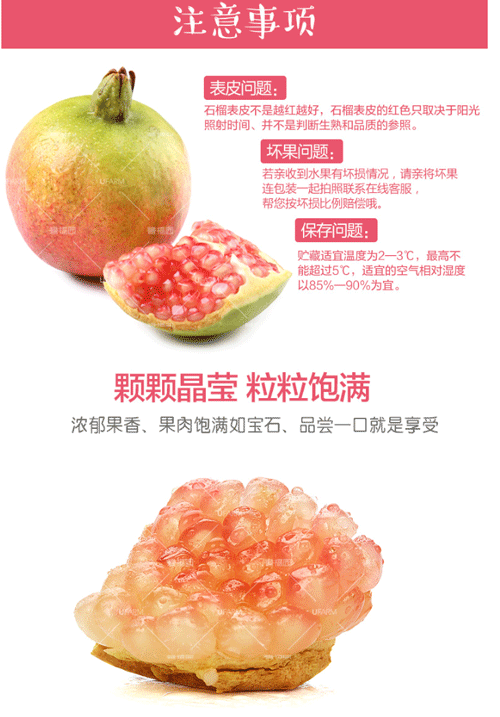 注意事项
表皮问题：
石榴表皮不是越红越好，石榴表皮的红色只取决于阳光
照射时间、并不是判断生熟和品质的参照。
坏果问题：
若亲收到水果有坏损情况，请亲将坏果
连包装一起拍照联系在线客服，
帮您按坏损比例赔偿哦。
保存问题：
贮藏适宜温度为2—3℃，最高不
能超过5℃，适宜的空气相对湿度
以85%—90%为宜。
颗颗晶莹 粒粒饱满
浓郁果香、果肉饱满如宝石、品尝一口就是享受